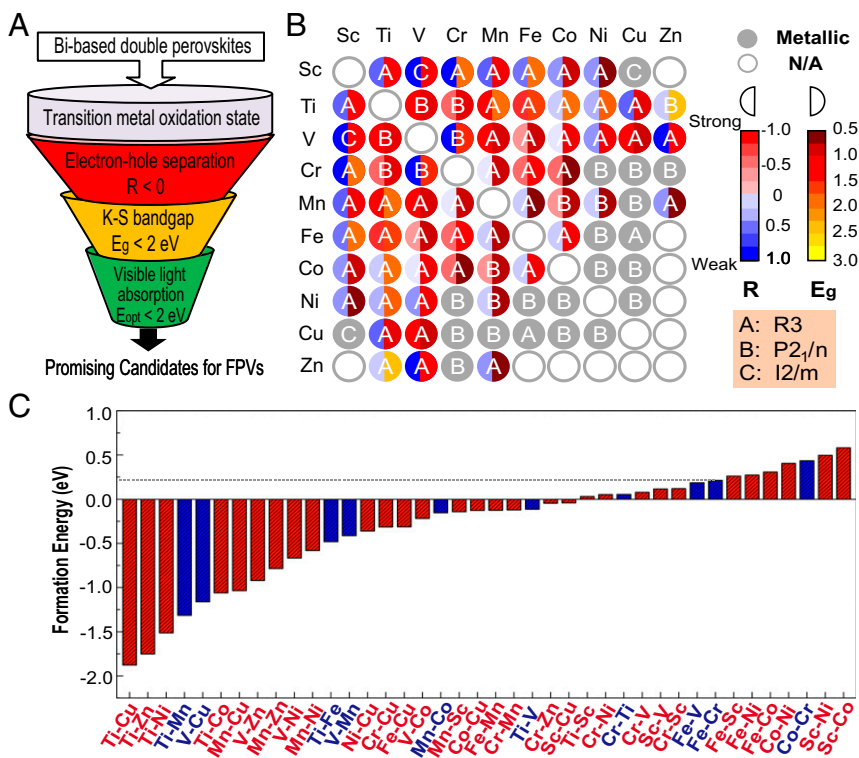 A
Bi-based double perovskites
Transition metal oxidation state
Electron-hole separation
R < 0
K-S bandgap
Eg < 2 eV
Visible light
absorption
Eopt < 2 eV
Promising Candidates for FPVs
B
Sc Ti V Cr Mn Fe Co Ni Cu Zn
Sc A C A A A A A C
Ti A B B A A A A A B
V C B B A A A A A A
Cr A B B A A A B B B
Mn A A A A A B B B A
Fe A A A A A A B A
Co A A A A B A B B
Ni A A A B B B B B
Cu C A A B B A B B
Zn A A B A
Metallic
N/A
Strong
Weak
-1.0
-0.5
0.0
0.5
1.0
R
0.5
1.0
1.5
2.0
2.5
3.0
Eg
A: R3
B: P21/n
C: I2/m
C
Formation Energy (eV)
1.0
0.5
0.0
-0.5
-1.0
-1.5
-2.0
Ti-Cu
Ti-Zn
Ti-Ni
Ti-Mn
V-Cu
Ti-Co
Mn-Cu
V-Zn
Mn-Zn
V-Ni
Mn-Ni
Ti-Fe
V-Mn
Ni-Cu
Cr-Cu
Fe-Cu
V-Co
Mn-Co
Mn-Sc
Co-Cu
Fe-Mn
Cr-Mn
Ti-V
Cr-Zn
Sc-Cu
Ti-Sc
Cr-Ni
Cr-Ti
Cr-V
Sc-V
Cr-Sc
Fe-V
Fe-Cr
Fe-Sc
Fe-Ni
Fe-Co
Co-Ni
Co-Cr
Sc-Ni
Sc-Co